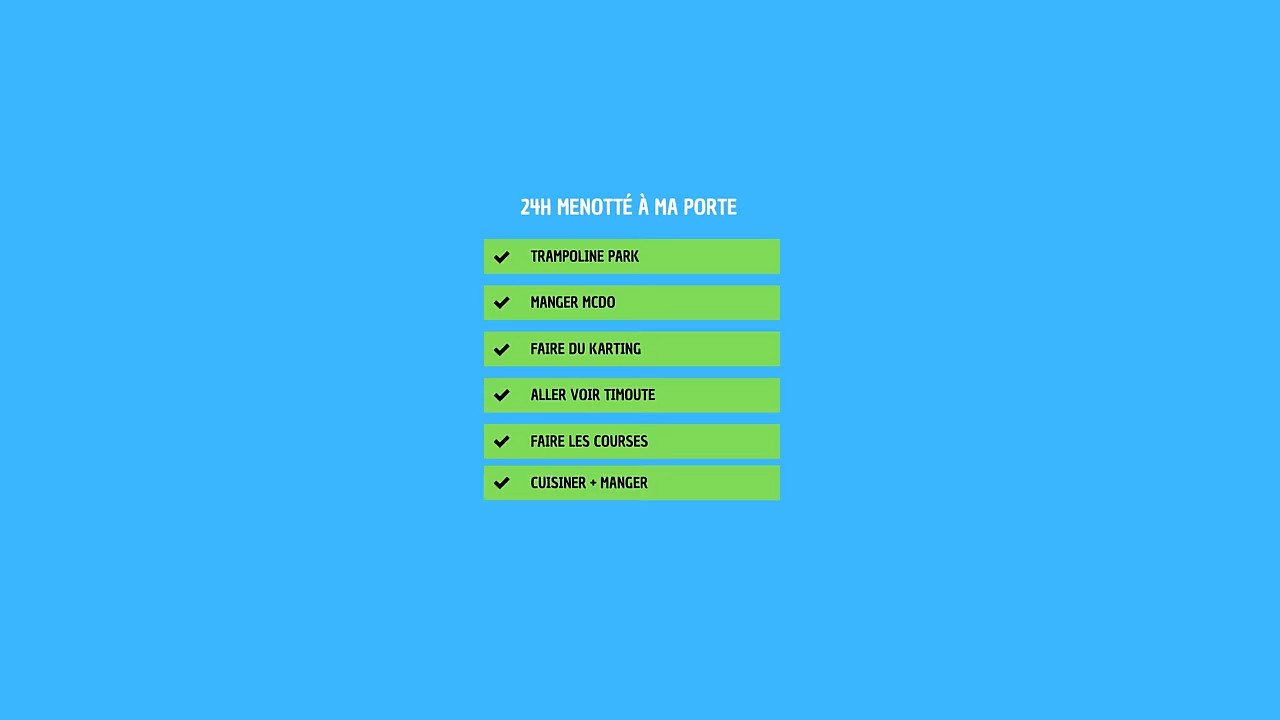 24H MENOTTÉ À MA PORTE
TRAMPOLINE PARK
MANGER MCDO
FAIRE DU KARTING
ALLER VOIR TIMOUTE
FAIRE LES COURSES
CUISINER + MANGER